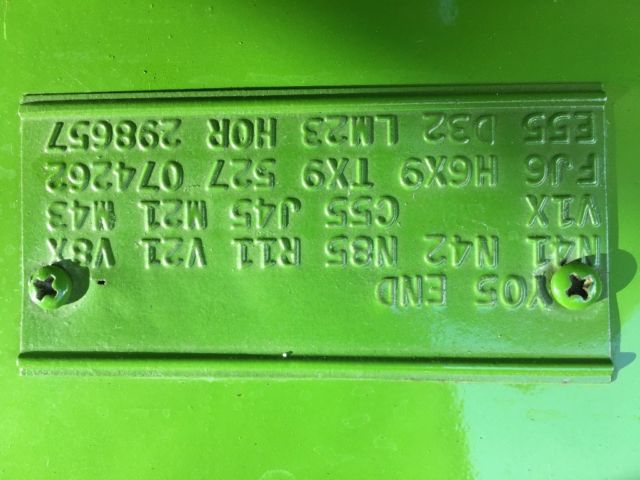 Y05 END
N41 N42 N85 R11 V21 V8X
V1X C55 J45 M21 M43
FJ6 H6X9 TX9 527 074262
E55 D32 LM23 H0R 298657